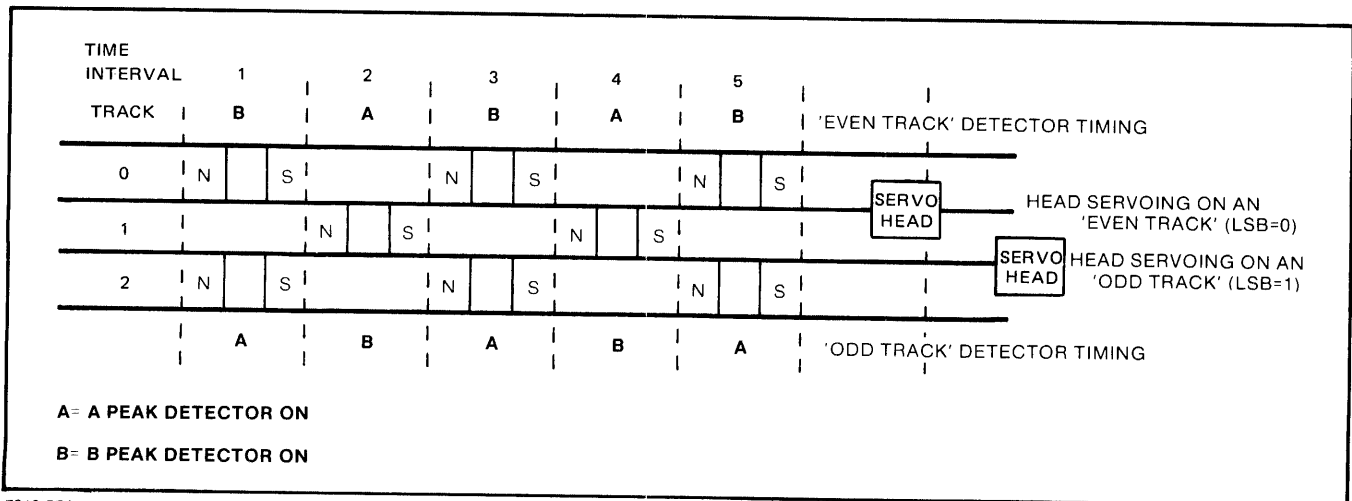 TIME
INTERVAL 1 2 3 4 5
TRACK B A B A B 'EVEN TRACK' DETECTOR TIMING
0 N S N S N S
SERVO HEAD
HEAD SERVOING ON AN
'EVEN TRACK' (LSB=0)
1 N S N S
SERVO HEAD
HEAD SERVOING ON AN
'ODD TRACK' (LSB=1)
2 N S N S N S
A B A B A 'ODD TRACK' DETECTOR TIMING
A= A PEAK DETECTOR ON
B= B PEAK DETECTOR ON